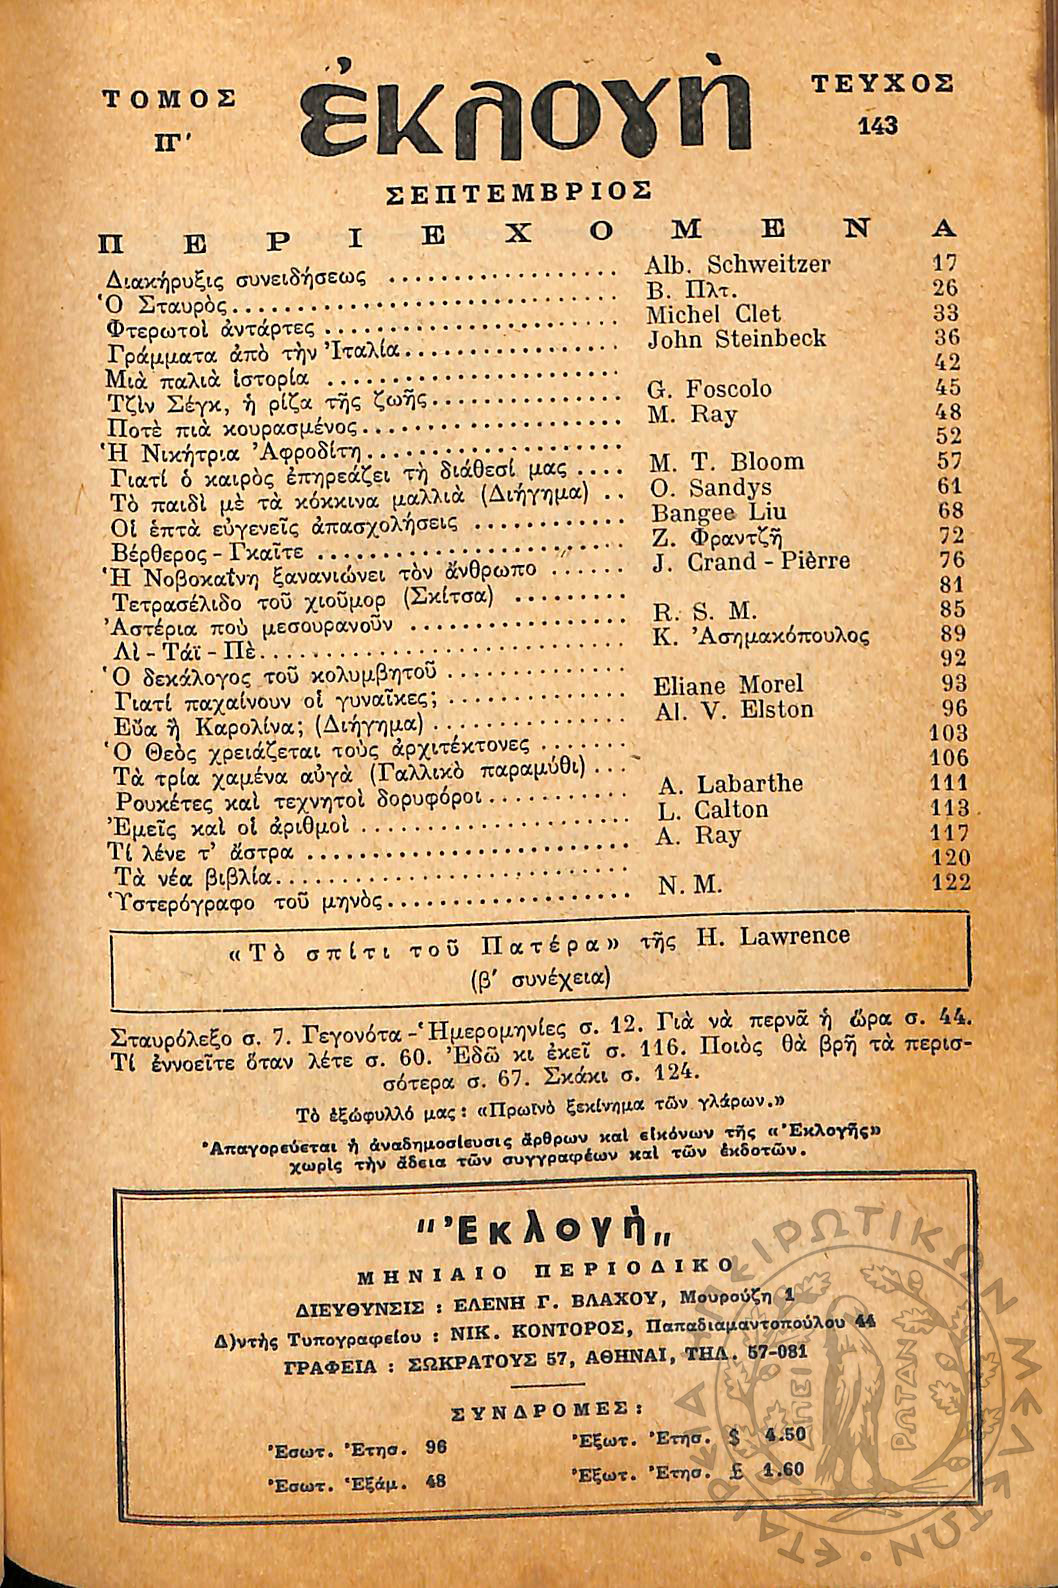 ΤΟΜΟΣ ἐκλογὴ ΤΕΥΧΟΣ
Π' 143
ΣΕΠΤΕΜΒΡΙΟΣ
ΠΕΡΙΕΧΟΜΕΝΑ
Διακήρυξις συνειδήσεως .................. Alb. Schweitzer 17
Ὁ Σταυρὸς............................. Β. Πλτ. 26
Φτερωτοὶ ἀντάρτες ....................... Michel Clet 33
Γράμματα ἀπὸ τὴν Ἰταλία................. John Steinbeck 36
Μιὰ παλιὰ ἱστορία ....................... 42
Τζὶν Σέγκ, ἡ ρίζα τῆς ζωῆς............... G. Foscolo 45
Ποτὲ πιὰ κουρασμένος.................... M. Ray 48
Ἡ Νικήτρια Ἀφροδίτη.................... 52
Γιατί ὁ καιρὸς ἐπηρεάζει τὴ διάθεσί μας .... M. T. Bloom 57
Τὸ παιδὶ μὲ τὰ κόκκινα μαλλιὰ (Διήγημα) .. O. Sandys 61
Οἱ ἑπτὰ εὐγενεῖς ἀπασχολήσεις ............ Bangee Liu 68
Βέρθερος - Γκαῖτε ........................ Ζ. Φραντζῆ 72
Ἡ Νοβοκαΐνη ξανανιώνει τὸν ἄνθρωπο ...... J. Crand - Pièrre 76
Τετρασέλιδο τοῦ χιοῦμορ (Σκίτσα) ......... 81
Ἀστέρια ποὺ μεσουρανοῦν ................. R. S. M. 85
Λὶ - Τάϊ - Πὲ............................. Κ. Ἀσημακόπουλος 89
Ὁ δεκάλογος τοῦ κολυμβητοῦ .............. 92
Γιατί παχαίνουν οἱ γυναῖκες; .............. Eliane Morel 93
Εὔα ἢ Καρολίνα; (Διήγημα) ................ Al. V. Elston 96
Ὁ Θεὸς χρειάζεται τοὺς ἀρχιτέκτονες ....... 103
Τὰ τρία χαμένα αὐγὰ (Γαλλικὸ παραμύθι) ... 106
Ρουκέτες καὶ τεχνητοὶ δορυφόροι........... A. Labarthe 111
Ἐμεῖς καὶ οἱ ἀριθμοὶ ..................... L. Calton 113
Τί λένε τ' ἄστρα ......................... A. Ray 117
Τὰ νέα βιβλία........................... 120
Ὑστερόγραφο τοῦ μηνὸς................... N. M. 122
«Τὸ σπίτι τοῦ Πατέρα» τῆς H. Lawrence
(β' συνέχεια)
Σταυρόλεξο σ. 7. Γεγονότα - Ἡμερομηνίες σ. 12. Γιὰ νὰ περνᾶ ἡ ὥρα σ. 44.
Τί ἐννοεῖτε ὅταν λέτε σ. 60. Ἐδῶ κι ἐκεῖ σ. 116. Ποιὸς θὰ βρῆ τὰ περισ-
σότερα σ. 67. Σκάκι σ. 124.
Τὸ ἐξώφυλλό μας: «Πρωϊνὸ ξεκίνημα τῶν γλάρων.»
Ἀπαγορεύεται ἡ ἀναδημοσίευσις ἄρθρων καὶ εἰκόνων τῆς «Ἐκλογῆς»
χωρὶς τὴν ἄδεια τῶν συγγραφέων καὶ τῶν ἐκδοτῶν.
"Ἐκλογὴ„
ΜΗΝΙΑΙΟ ΠΕΡΙΟΔΙΚΟ
ΔΙΕΥΘΥΝΣΙΣ : ΕΛΕΝΗ Γ. ΒΛΑΧΟΥ, Μουρούζη 1
Δ)ντὴς Τυπογραφείου : ΝΙΚ. ΚΟΝΤΟΡΟΣ, Παπαδιαμαντοπούλου 44
ΓΡΑΦΕΙΑ : ΣΩΚΡΑΤΟΥΣ 57, ΑΘΗΝΑΙ, ΤΗΛ. 57-081
ΣΥΝΔΡΟΜΕΣ:
Ἐσωτ. Ἐτησ. 96 Ἐξωτ. Ἐτησ. $ 4.50
Ἐσωτ. Ἑξάμ. 48 Ἐξωτ. Ἐτησ. £ 1.60
ΕΤΑΙΡΕΙΑ ΗΠΕΙΡΩΤΙΚΩΝ ΜΕΛΕΤΩΝ
ΑΠΕΙ ΡΩΤΑΝ